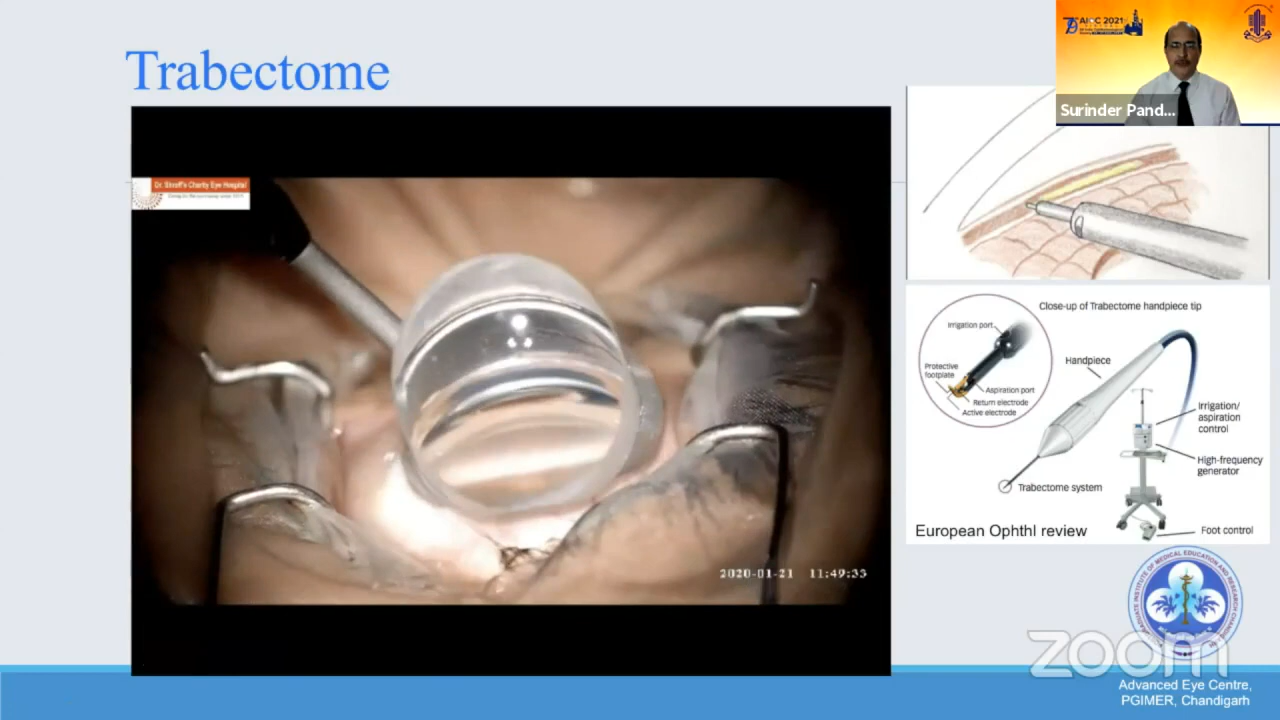 Trabectome
Dr. Shroff's Charity Eye Hospital
AIOC 2021
Surinder Pand...
Close-up of Trabectome handpiece tip
Irrigation port
Protective
footplate
Aspiration port
Return electrode
Active electrode
Handpiece
Irrigation/
aspiration
control
High-frequency
generator
Trabectome system
Foot control
European Ophthl review
2020-01-21 11:49:33
zoom
Advanced Eye Centre,
PGIMER, Chandigarh